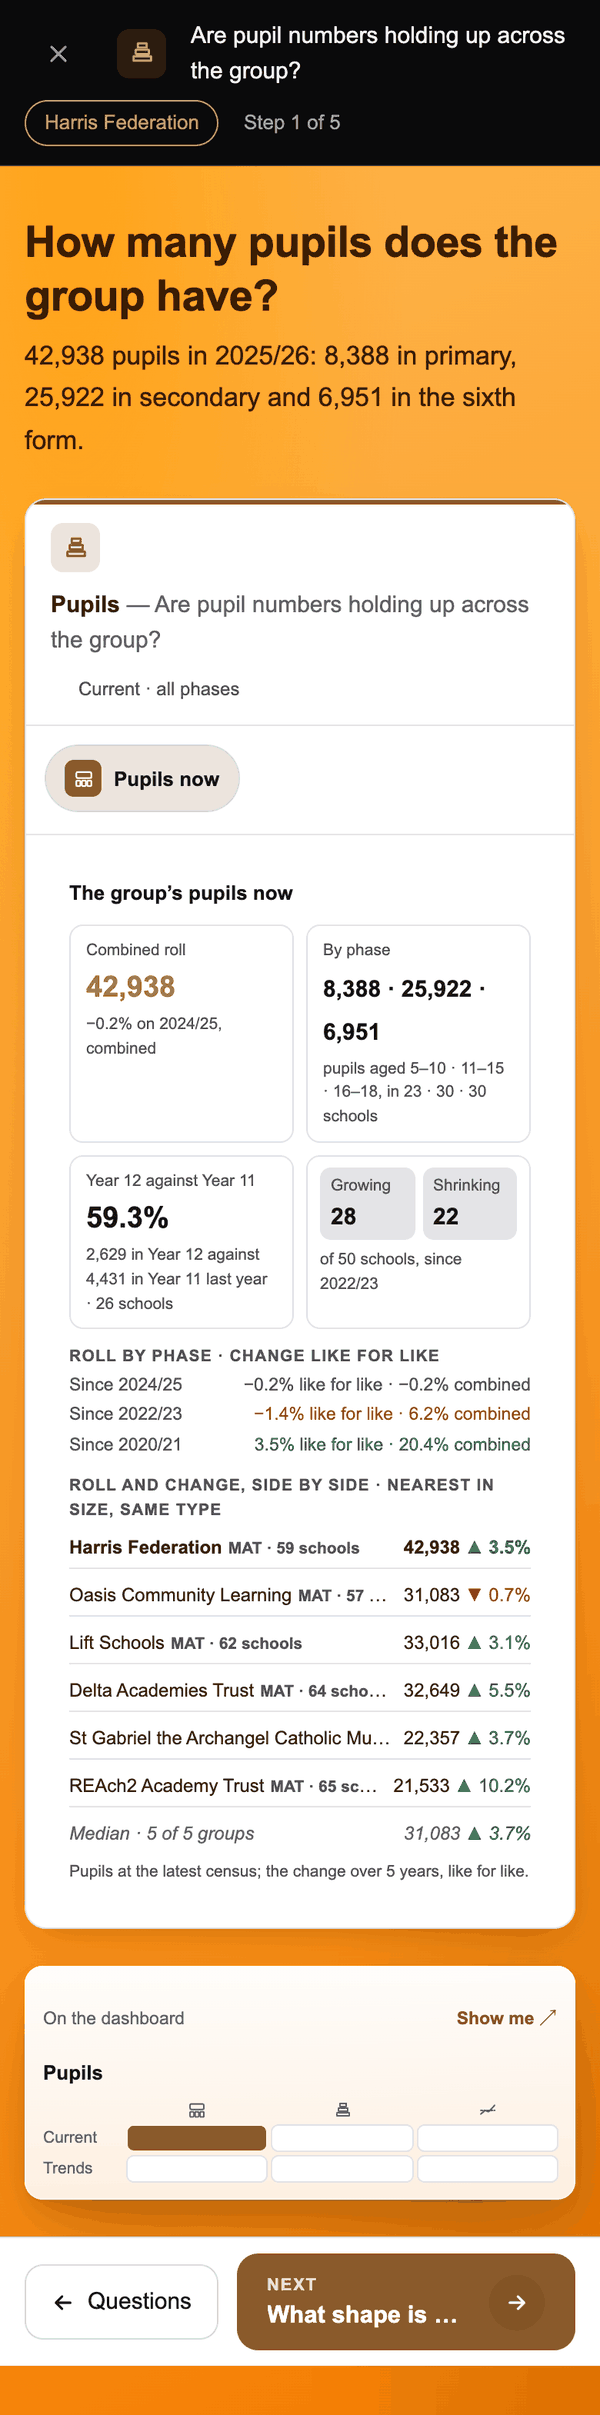 Are pupil numbers holding up across
the group?
Harris Federation
Step 1 of 5
How many pupils does the
group have?
42,938 pupils in 2025/26: 8,388 in primary,
25,922 in secondary and 6,951 in the sixth
form.
Pupils — Are pupil numbers holding up across
the group?
Current · all phases
Pupils now
The group’s pupils now
Combined roll
42,938
−0.2% on 2024/25,
combined
By phase
8,388 · 25,922 ·
6,951
pupils aged 5–10 · 11–15
· 16–18, in 23 · 30 · 30
schools
Year 12 against Year 11
59.3%
2,629 in Year 12 against
4,431 in Year 11 last year
· 26 schools
Growing
28
Shrinking
22
of 50 schools, since
2022/23
ROLL BY PHASE · CHANGE LIKE FOR LIKE
Since 2024/25 −0.2% like for like · −0.2% combined
Since 2022/23 −1.4% like for like · 6.2% combined
Since 2020/21 3.5% like for like · 20.4% combined
ROLL AND CHANGE, SIDE BY SIDE · NEAREST IN
SIZE, SAME TYPE
Harris Federation MAT · 59 schools 42,938 ▲ 3.5%
Oasis Community Learning MAT · 57 … 31,083 ▼ 0.7%
Lift Schools MAT · 62 schools 33,016 ▲ 3.1%
Delta Academies Trust MAT · 64 scho… 32,649 ▲ 5.5%
St Gabriel the Archangel Catholic Mu… 22,357 ▲ 3.7%
REAch2 Academy Trust MAT · 65 sc… 21,533 ▲ 10.2%
Median · 5 of 5 groups 31,083 ▲ 3.7%
Pupils at the latest census; the change over 5 years, like for like.
On the dashboard
Show me ↗
Pupils
Current
Trends
← Questions
NEXT
What shape is … →